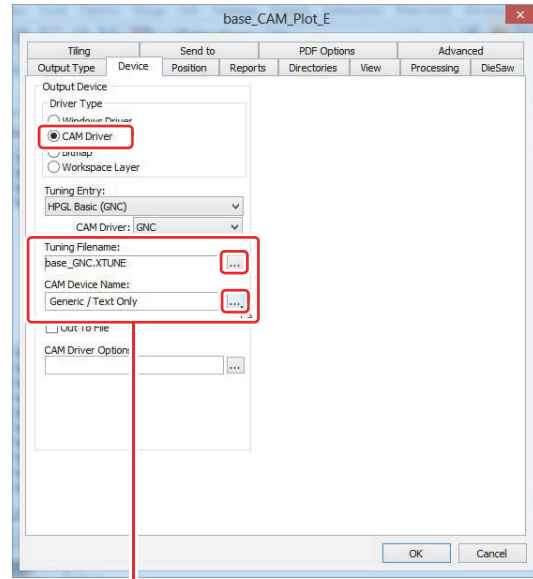 base_CAM_Plot_E
Tiling Send to PDF Options Advanced
Output Type Device Position Reports Directories View Processing DieSaw
Output Device
Driver Type
Windows Driver
CAM Driver
Bitmap
Workspace Layer
Tuning Entry:
HPGL Basic (GNC)
CAM Driver: GNC
Tuning Filename:
base_GNC.XTUNE ...
CAM Device Name:
Generic / Text Only ...
Out To File
CAM Driver Options
...
OK Cancel